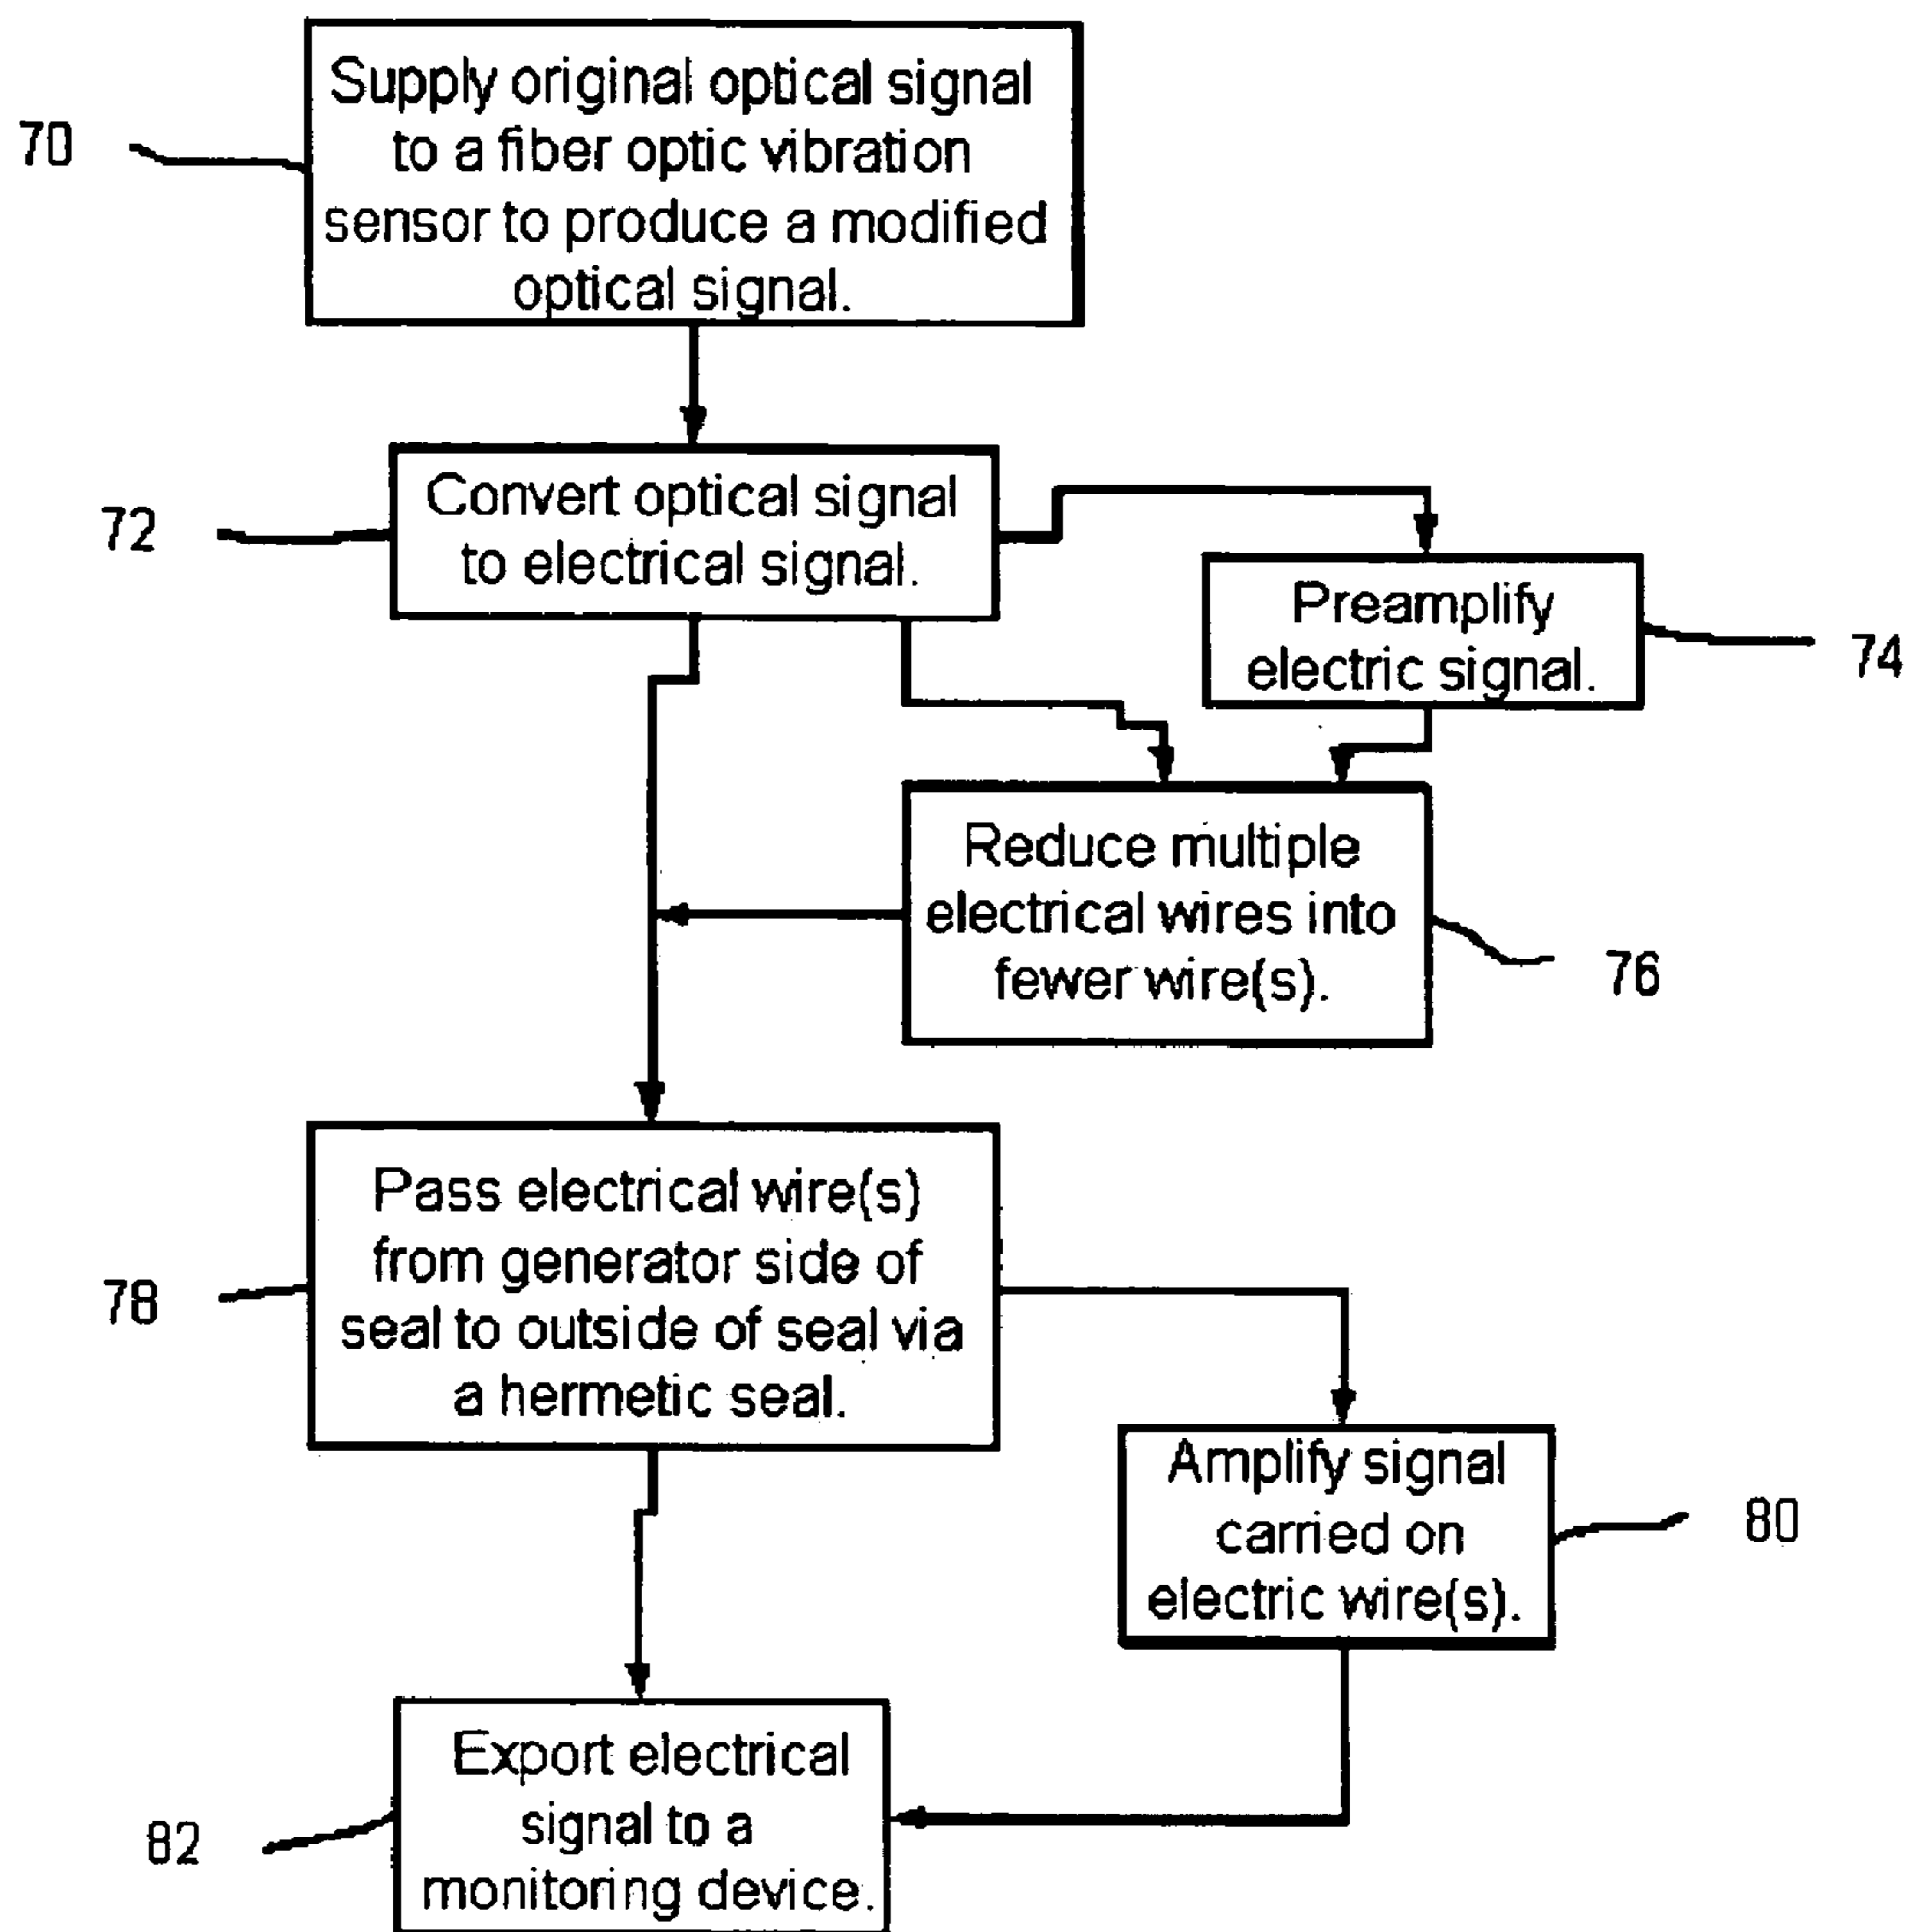 70
Supply original optical signal
to a fiber optic vibration
sensor to produce a modified
optical signal.
72
Convert optical signal
to electrical signal.
Preamplify
electric signal.
74
Reduce multiple
electrical wires into
fewer wire(s).
76
78
Pass electrical wire(s)
from generator side of
seal to outside of seal via
a hermetic seal.
Amplify signal
carried on
electric wire(s).
80
82
Export electrical
signal to a
monitoring device.